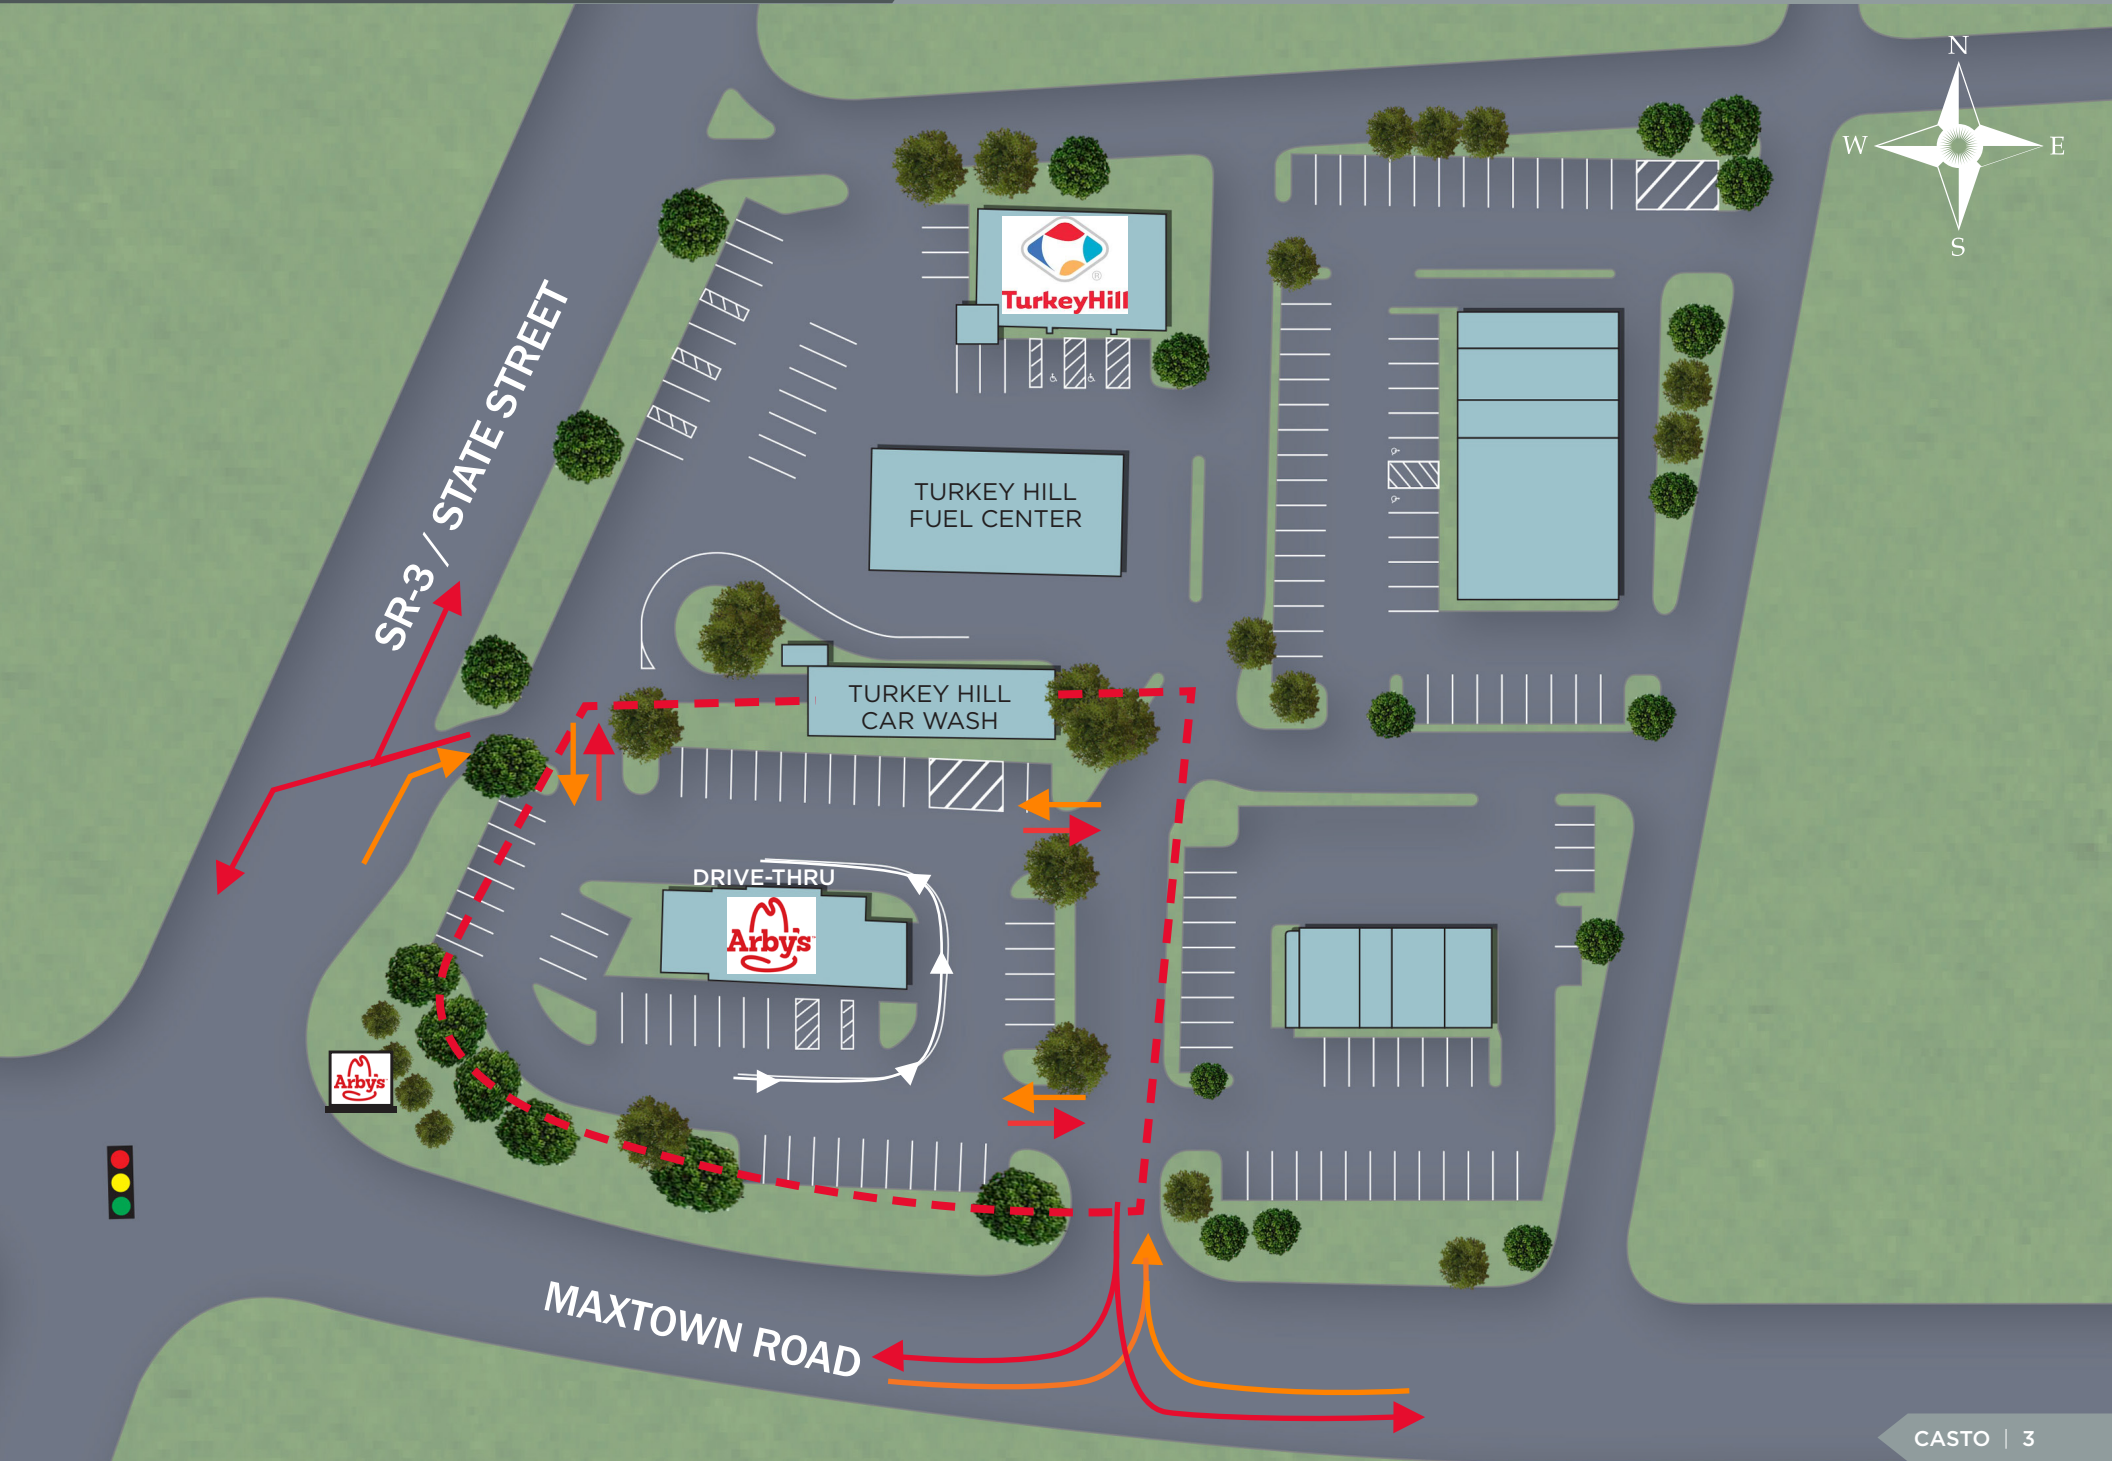 N
W
E
S
TurkeyHill
®
SR-3 / STATE STREET
TURKEY HILL
FUEL CENTER
TURKEY HILL
CAR WASH
DRIVE-THRU
Arby's
Arby's
MAXTOWN ROAD
CASTO | 3